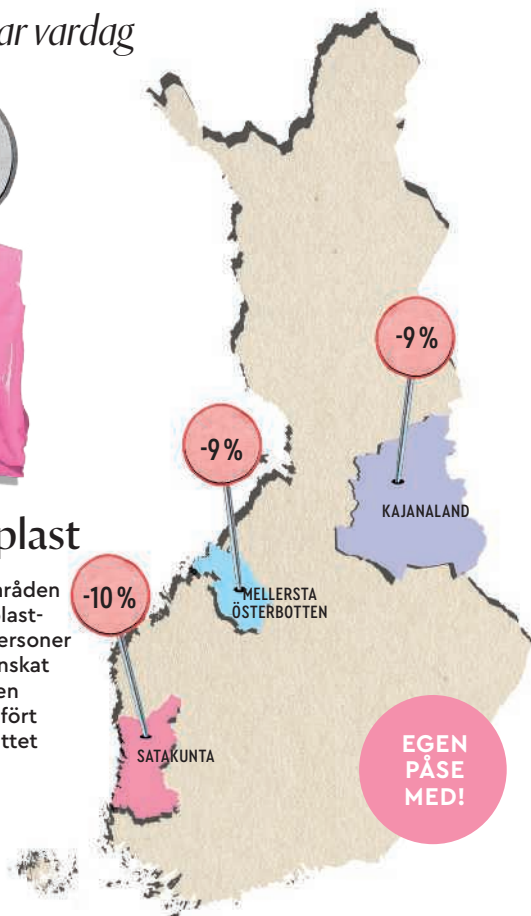 ar vardag
plast
råden
last-
ersoner
nskat
en
fört
ttet
-9 %
KAJANALAND
-9 %
MELLERSTA
ÖSTERBOTTEN
-10 %
SATAKUNTA
EGEN
PÅSE
MED!